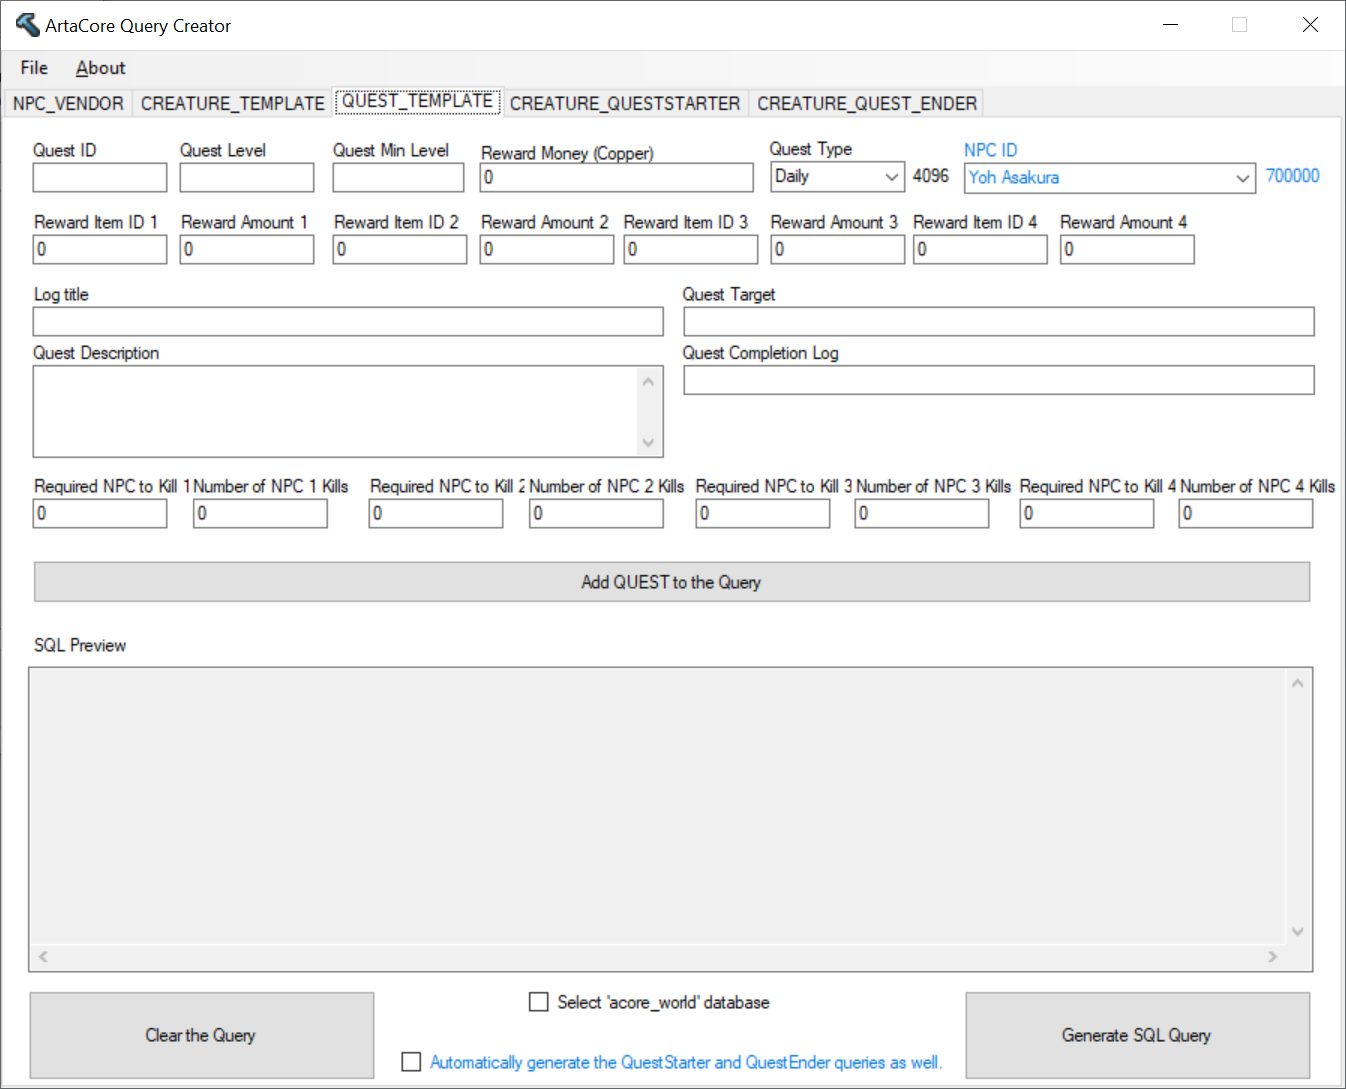 ArtaCore Query Creator
File About
NPC_VENDOR CREATURE_TEMPLATE QUEST_TEMPLATE CREATURE_QUESTSTARTER CREATURE_QUEST_ENDER
Quest ID Quest Level Quest Min Level Reward Money (Copper) Quest Type NPC ID
0 Daily 4096 Yoh Asakura 700000
Reward Item ID 1 Reward Amount 1 Reward Item ID 2 Reward Amount 2 Reward Item ID 3 Reward Amount 3 Reward Item ID 4 Reward Amount 4
0 0 0 0 0 0 0 0
Log title Quest Target
Quest Description Quest Completion Log
Required NPC to Kill 1 Number of NPC 1 Kills Required NPC to Kill 2 Number of NPC 2 Kills Required NPC to Kill 3 Number of NPC 3 Kills Required NPC to Kill 4 Number of NPC 4 Kills
0 0 0 0 0 0 0 0
Add QUEST to the Query
SQL Preview
Select 'acore_world' database
Clear the Query Generate SQL Query
Automatically generate the QuestStarter and QuestEnder queries as well.